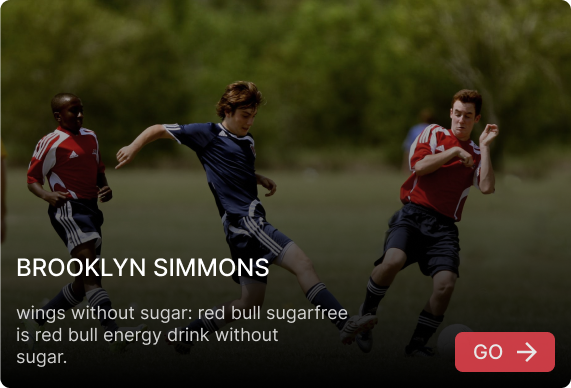 BROOKLYN SIMMONS
wings without sugar: red bull sugarfree
is red bull energy drink without
sugar.
GO